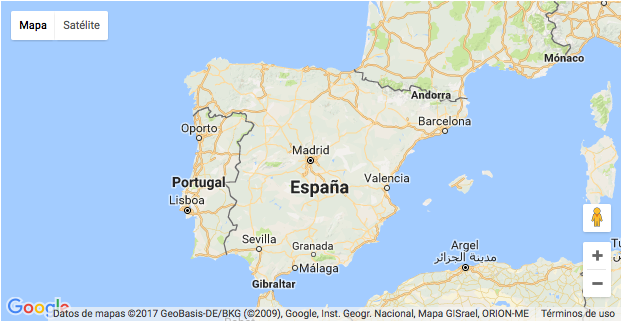 Mapa
Satélite
Mónaco
Andorra
Barcelona
Oporto
Madrid
Portugal
España
Valencia
Lisboa
Sevilla
Granada
Argel
مدينة الجزائر
Málaga
Gibraltar
+
−
Google
Datos de mapas ©2017 GeoBasis-DE/BKG (©2009), Google, Inst. Geogr. Nacional, Mapa GISrael, ORION-ME
Términos de uso